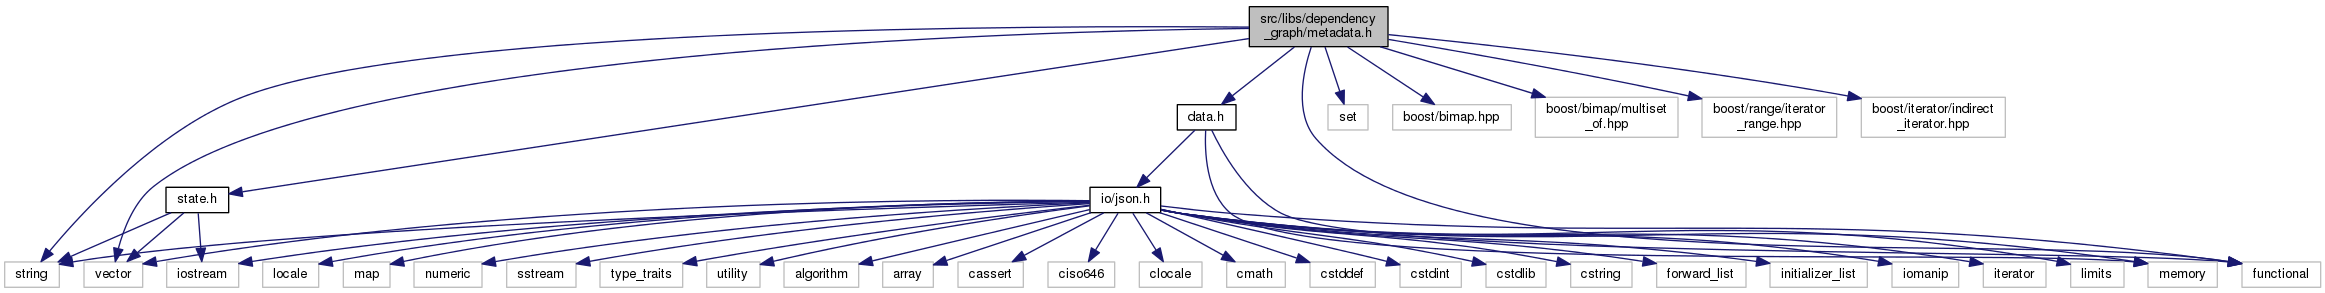 src/libs/dependency
_graph/metadata.h
data.h
set
boost/bimap.hpp
boost/bimap/multiset
_of.hpp
boost/range/iterator
_range.hpp
boost/iterator/indirect
_iterator.hpp
state.h
io/json.h
string
vector
iostream
locale
map
numeric
sstream
type_traits
utility
algorithm
array
cassert
ciso646
clocale
cmath
cstddef
cstdint
cstdlib
cstring
forward_list
initializer_list
iomanip
iterator
limits
memory
functional